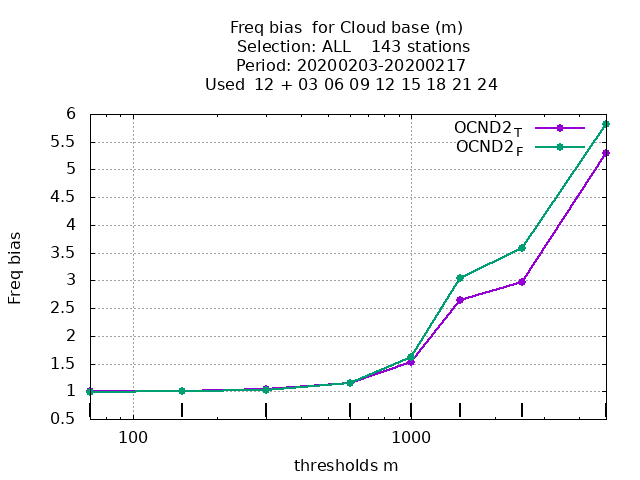 Freq bias  for Cloud base (m)
Selection: ALL    143 stations
Period: 20200203-20200217
Used  12 + 03 06 09 12 15 18 21 24
OCND2T
OCND2F
6
5.5
5
4.5
4
3.5
3
2.5
2
1.5
1
0.5
Freq bias
100 1000
thresholds m